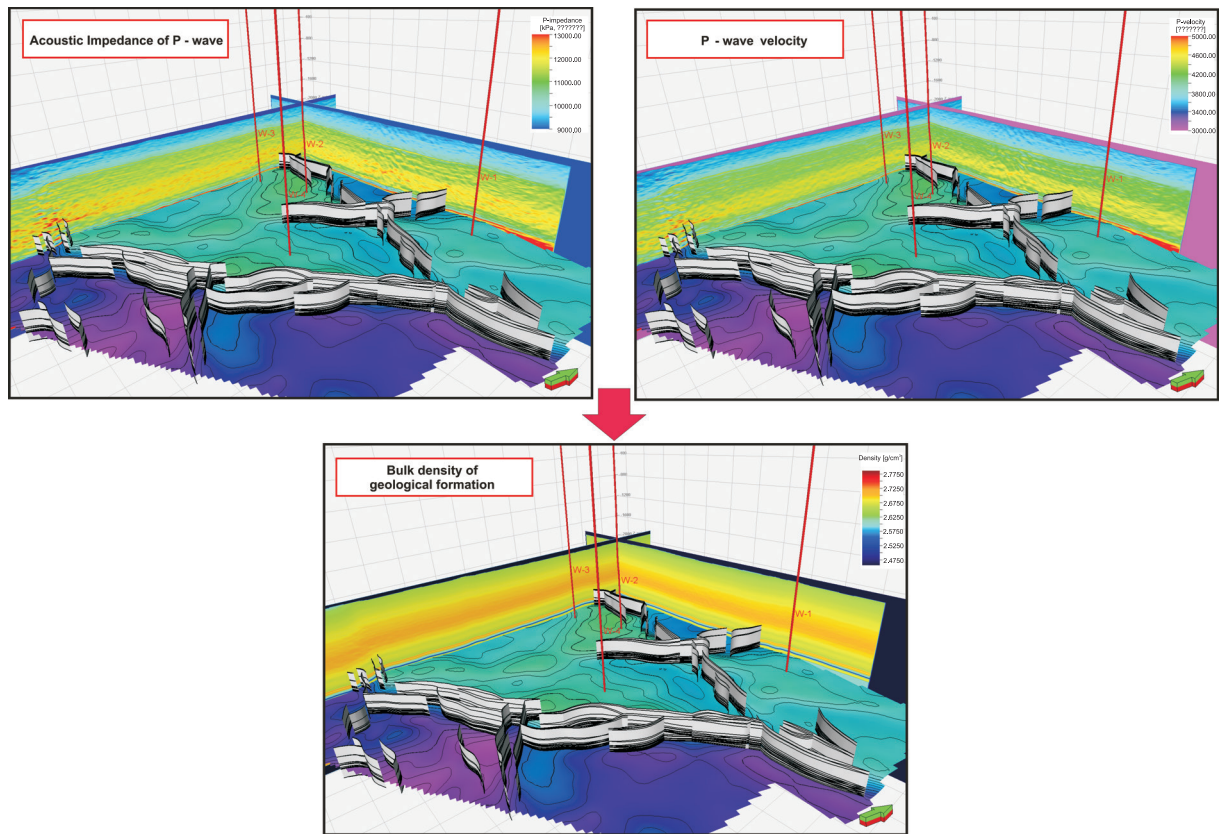 Acoustic Impedance of P - wave
P-impedance
[kPa, ???????]
13000.00
12000.00
11000.00
10000.00
9000.00
W-3
W-2
W-1
P - wave velocity
P-velocity
[???????]
5000.00
4600.00
4200.00
3800.00
3400.00
3000.00
W-3
W-2
W-1
Bulk density of
geological formation
Density [g/cm³]
2.7750
2.7250
2.6750
2.6250
2.5750
2.5250
2.4750
W-3
W-2
W-1